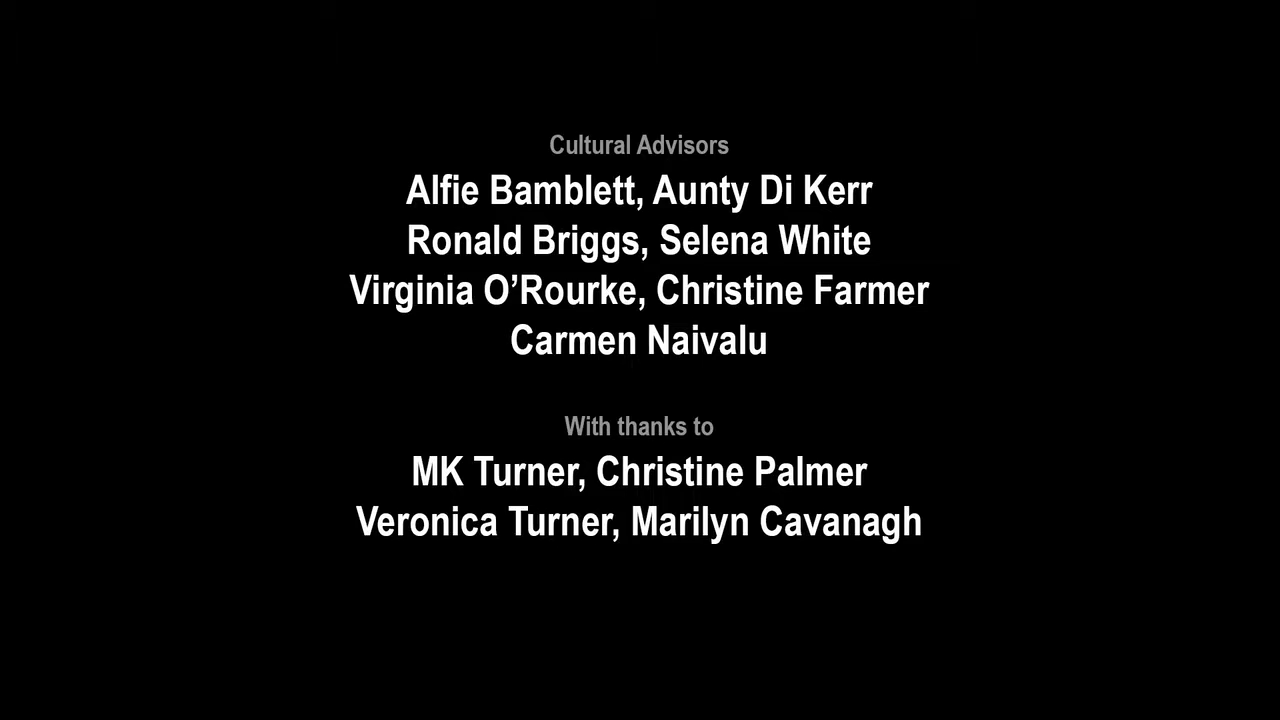 Cultural Advisors
Alfie Bamblett, Aunty Di Kerr
Ronald Briggs, Selena White
Virginia O’Rourke, Christine Farmer
Carmen Naivalu
With thanks to
MK Turner, Christine Palmer
Veronica Turner, Marilyn Cavanagh